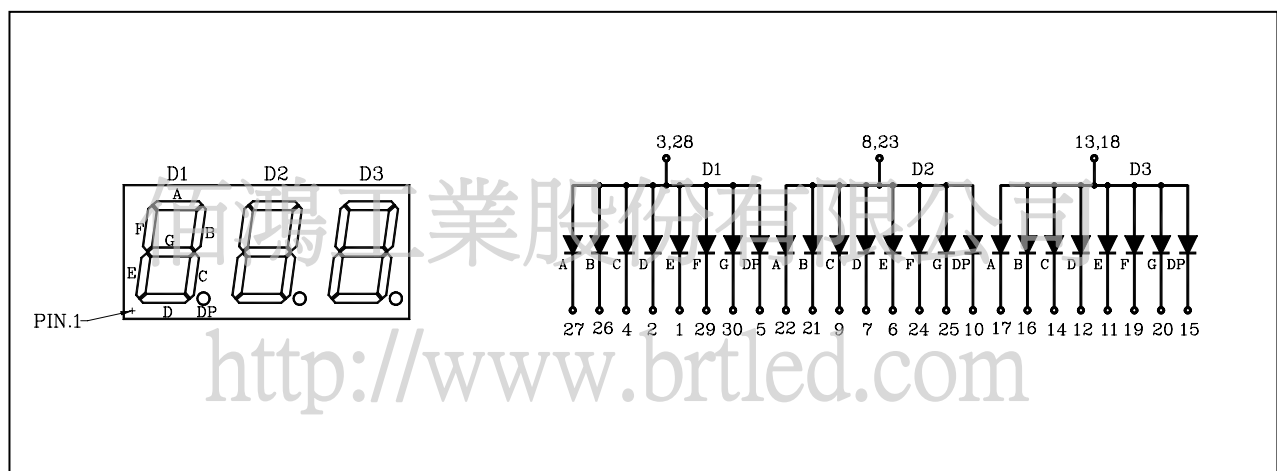 3,28 8,23 13,18
D1 D2 D3
D1 D2 D3
A
F B
G
E C
D DP
PIN.1
A B C D E F G DP A B C D E F G DP A B C D E F G DP
27 26 4 2 1 29 30 5 22 21 9 7 6 24 25 10 17 16 14 12 11 19 20 15
佰鴻工業股份有限公司
http://www.brtled.com